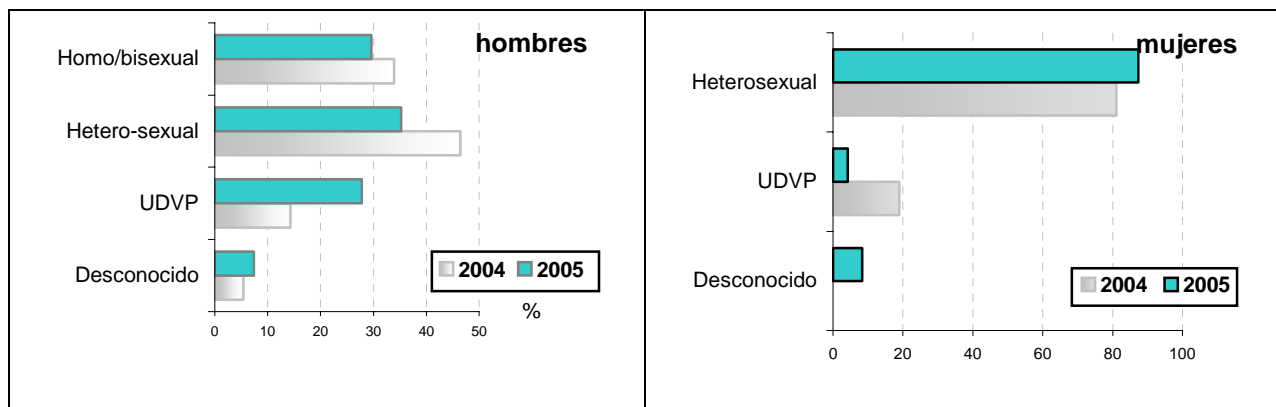 hombres
Homo/bisexual
Hetero-sexual
UDVP
Desconocido
2004 2005
%
0 10 20 30 40 50
mujeres
Heterosexual
UDVP
Desconocido
2004 2005
0 20 40 60 80 100